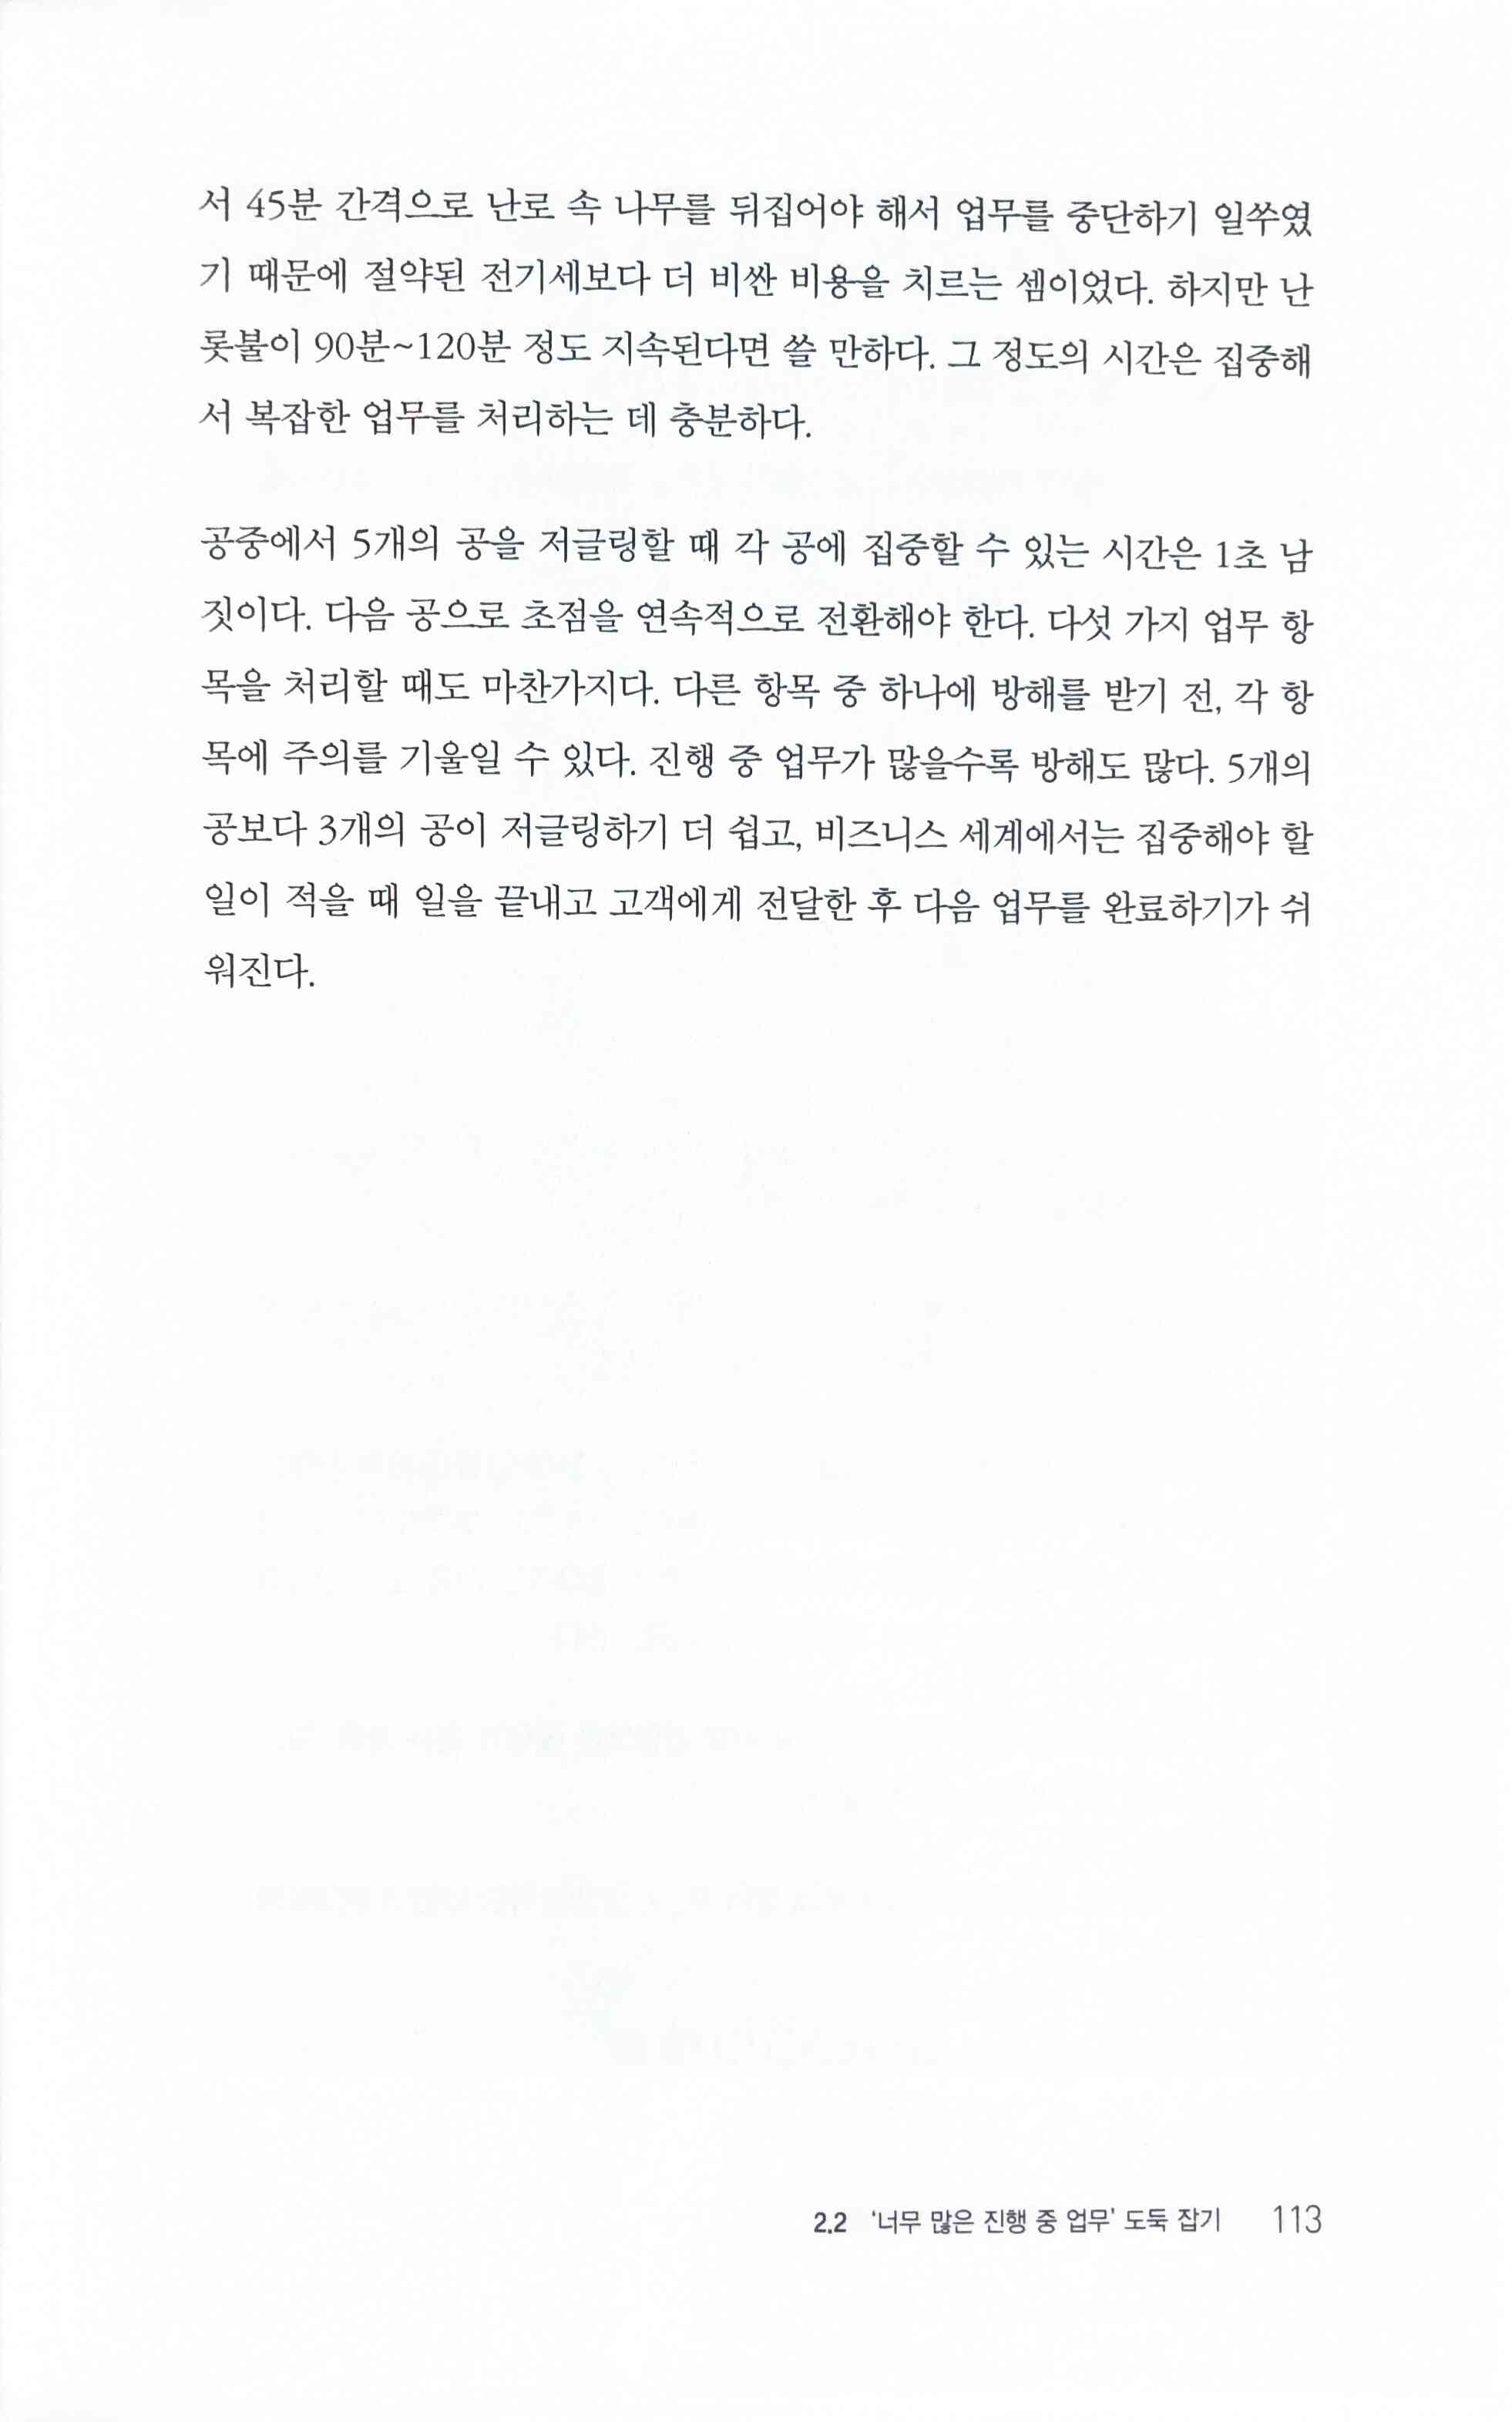 서 45분 간격으로 난로 속 나무를 뒤집어야 해서 업무를 중단하기 일쑤였
기 때문에 절약된 전기세보다 더 비싼 비용을 치르는 셈이었다. 하지만 난
롯불이 90분~120분 정도 지속된다면 쓸 만하다. 그 정도의 시간은 집중해
서 복잡한 업무를 처리하는 데 충분하다.
공중에서 5개의 공을 저글링할 때 각 공에 집중할 수 있는 시간은 1초 남
짓이다. 다음 공으로 초점을 연속적으로 전환해야 한다. 다섯 가지 업무 항
목을 처리할 때도 마찬가지다. 다른 항목 중 하나에 방해를 받기 전, 각 항
목에 주의를 기울일 수 있다. 진행 중 업무가 많을수록 방해도 많다. 5개의
공보다 3개의 공이 저글링하기 더 쉽고, 비즈니스 세계에서는 집중해야 할
일이 적을 때 일을 끝내고 고객에게 전달한 후 다음 업무를 완료하기가 쉬
워진다.
2.2 '너무 많은 진행 중 업무' 도둑 잡기 113